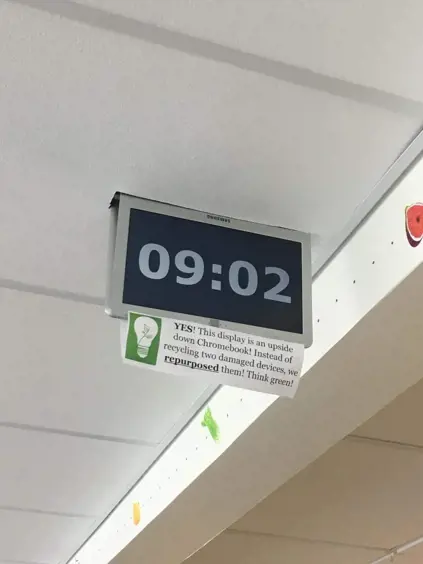 09:02
YES! This display is an upside
down Chromebook! Instead of
recycling two damaged devices, we
repurposed them! Think green!